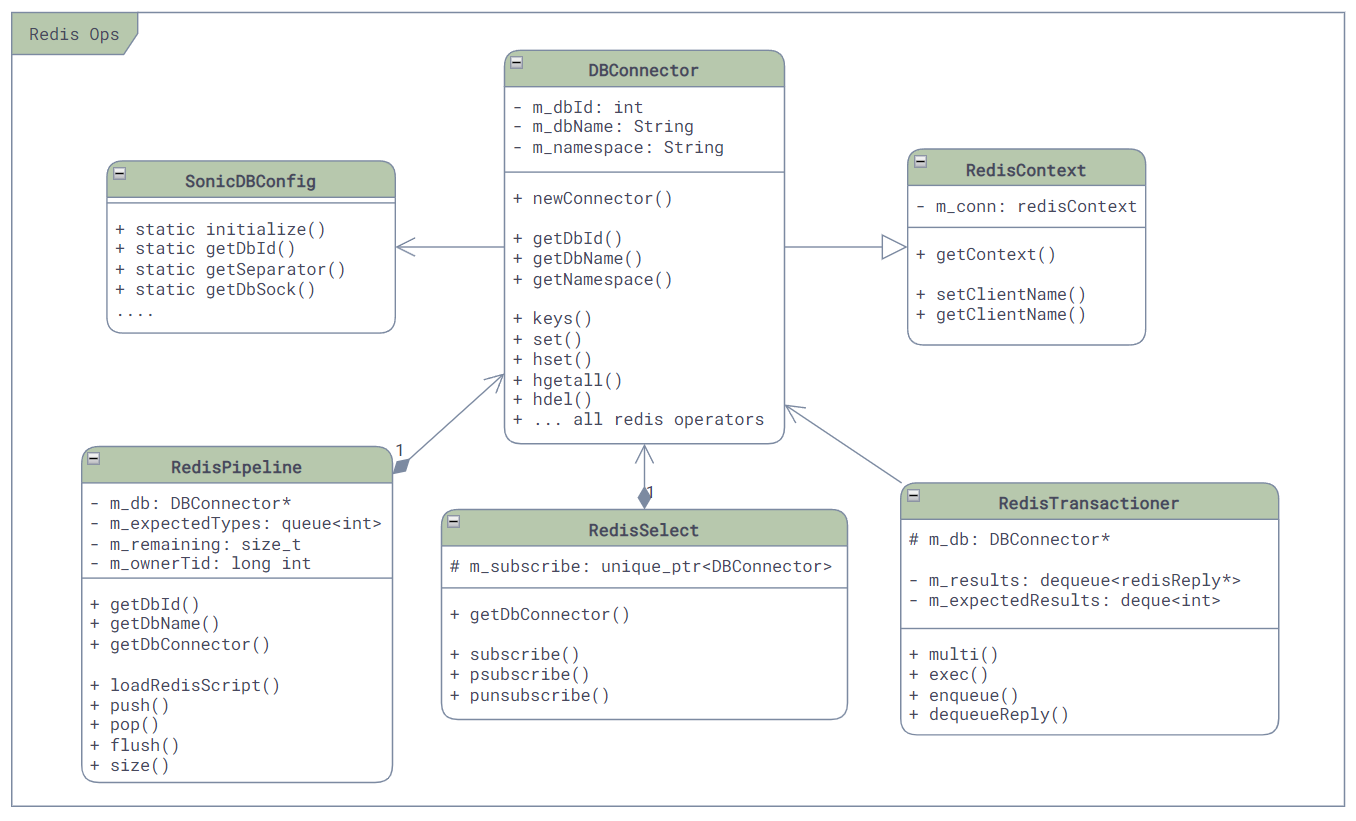 Redis Ops
DBConnector
- m_dbId: int
- m_dbName: String
- m_namespace: String
+ newConnector()
+ getDbId()
+ getDbName()
+ getNamespace()
+ keys()
+ set()
+ hset()
+ hgetall()
+ hdel()
+ ... all redis operators
SonicDBConfig
+ static initialize()
+ static getDbId()
+ static getSeparator()
+ static getDbSock()
....
RedisContext
- m_conn: redisContext
+ getContext()
+ setClientName()
+ getClientName()
1
RedisPipeline
- m_db: DBConnector*
- m_expectedTypes: queue<int>
- m_remaining: size_t
- m_ownerTid: long int
+ getDbId()
+ getDbName()
+ getDbConnector()
+ loadRedisScript()
+ push()
+ pop()
+ flush()
+ size()
1
RedisSelect
# m_subscribe: unique_ptr<DBConnector>
+ getDbConnector()
+ subscribe()
+ psubscribe()
+ punsubscribe()
RedisTransactioner
# m_db: DBConnector*
- m_results: dequeue<redisReply*>
- m_expectedResults: deque<int>
+ multi()
+ exec()
+ enqueue()
+ dequeueReply()